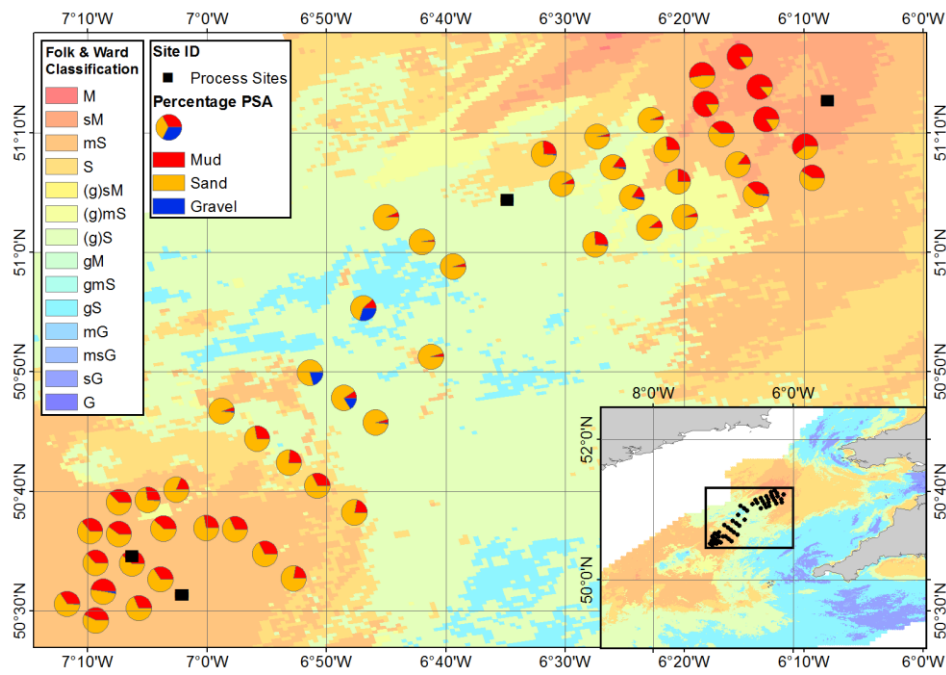 7°10'W 7°0'W 6°50'W 6°40'W 6°30'W 6°20'W 6°10'W 6°0'W
Folk & Ward
Classification
M
sM
mS
S
(g)sM
(g)mS
(g)S
gM
gmS
gS
mG
msG
sG
G
Site ID
Process Sites
Percentage PSA
Mud
Sand
Gravel
51°10'N
51°0'N
50°50'N
50°40'N
50°30'N
51°10'N
51°0'N
50°50'N
50°40'N
50°30'N
8°0'W 6°0'W
52°0'N
50°0'N
7°10'W 7°0'W 6°50'W 6°40'W 6°30'W 6°20'W 6°10'W 6°0'W